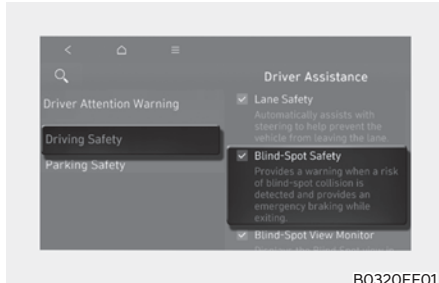 Driver Assistance
Driver Attention Warning
Driving Safety
Parking Safety
Lane Safety
Automatically assists with
steering to help prevent the
vehicle from leaving the lane.
Blind-Spot Safety
Provides a warning when a risk
of blind-spot collision is
detected and provides an
emergency braking while
exiting.
Blind-Spot View Monitor
B0320EE01